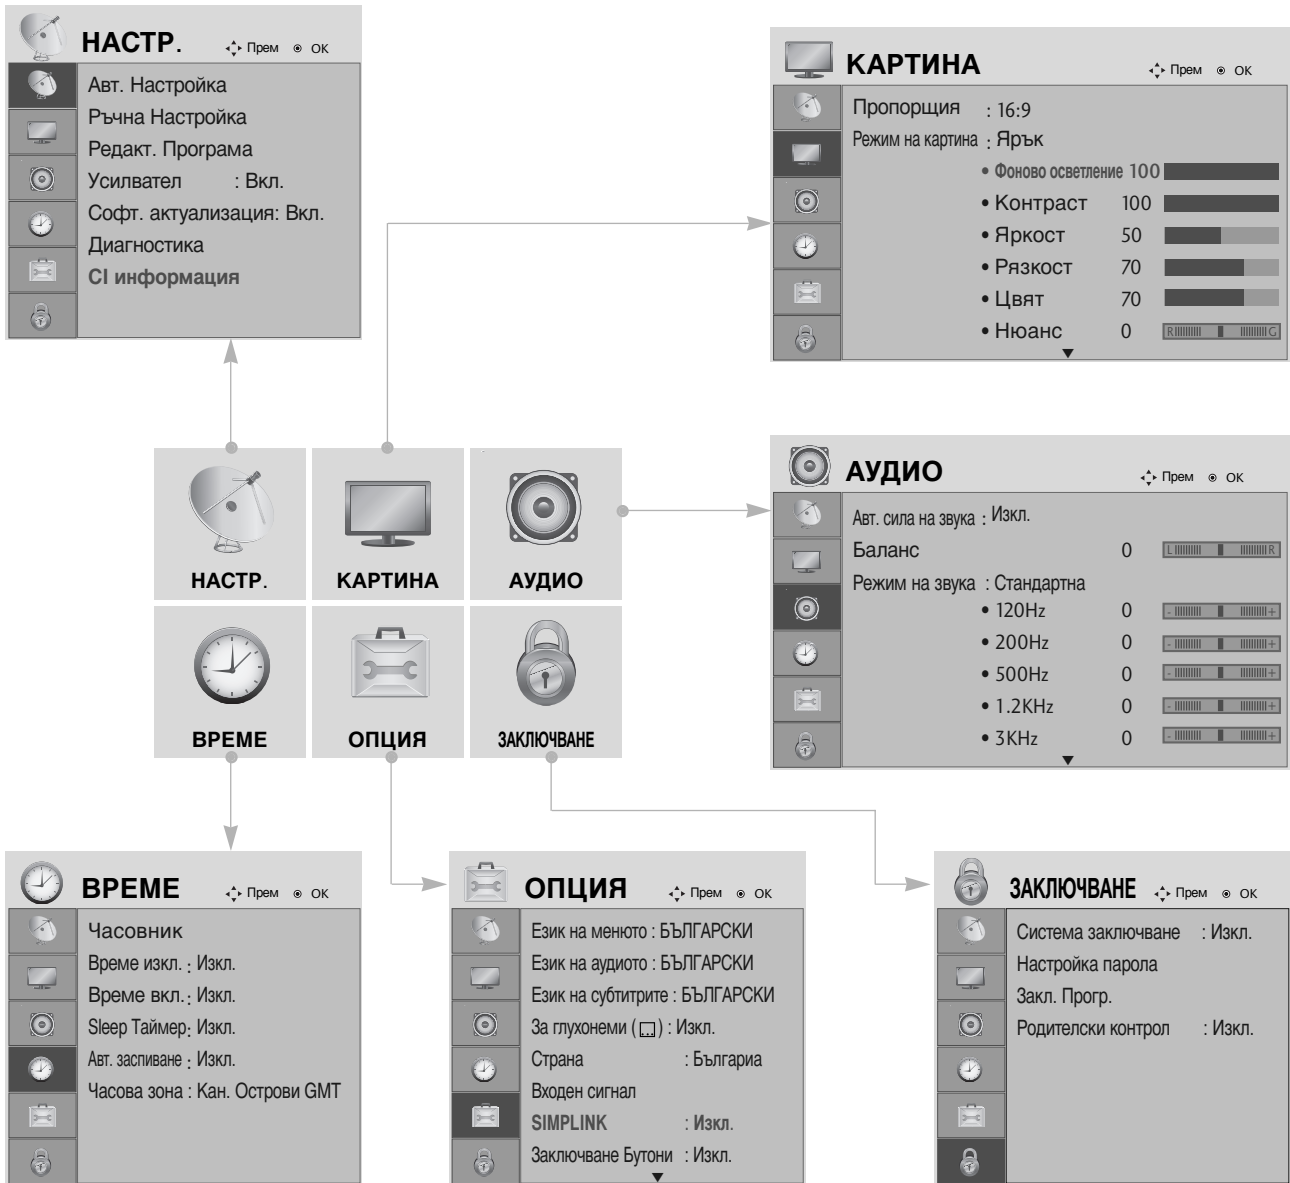 НАСТР. Прем OK
Авт. Настройка
Ръчна Настройка
Редакт. Програма
Усилвател : Вкл.
Софт. актуализация: Вкл.
Диагностика
CI информация
КАРТИНА Прем OK
Пропорция : 16:9
Режим на картина : Ярък
• Фоново осветление 100
• Контраст 100
• Яркост 50
• Рязкост 70
• Цвят 70
• Нюанс 0 R G
НАСТР. КАРТИНА АУДИО
ВРЕМЕ ОПЦИЯ ЗАКЛЮЧВАНЕ
АУДИО Прем OK
Авт. сила на звука : Изкл.
Баланс 0 L R
Режим на звука : Стандартна
• 120Hz 0 - +
• 200Hz 0 - +
• 500Hz 0 - +
• 1.2KHz 0 - +
• 3KHz 0 - +
ВРЕМЕ Прем OK
Часовник
Време изкл. : Изкл.
Време вкл. : Изкл.
Sleep Таймер: Изкл.
Авт. заспиване : Изкл.
Часова зона : Кан. Острови GMT
ОПЦИЯ Прем OK
Език на менюто : БЪЛГАРСКИ
Език на аудиото : БЪЛГАРСКИ
Език на субтитрите : БЪЛГАРСКИ
За глухонеми ( ) : Изкл.
Страна : Българиа
Входен сигнал
SIMPLINK : Изкл.
Заключване Бутони : Изкл.
ЗАКЛЮЧВАНЕ Прем OK
Система заключване : Изкл.
Настройка парола
Закл. Прогр.
Родителски контрол : Изкл.